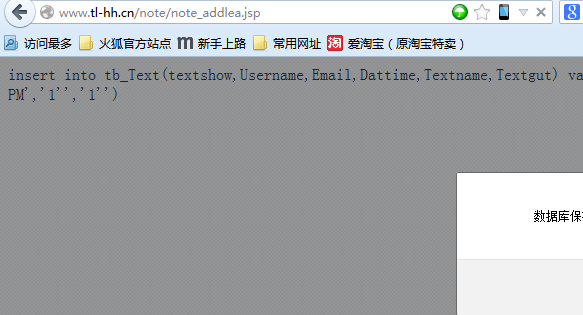 www.tl-hh.cn/note/note_addlea.jsp
访问最多 火狐官方站点 新手上路 常用网址 爱淘宝（原淘宝特卖）
insert into tb_Text(textshow,Username,Email,Dattime,Textname,Textgut) va
PM','1'','1'')
数据库保